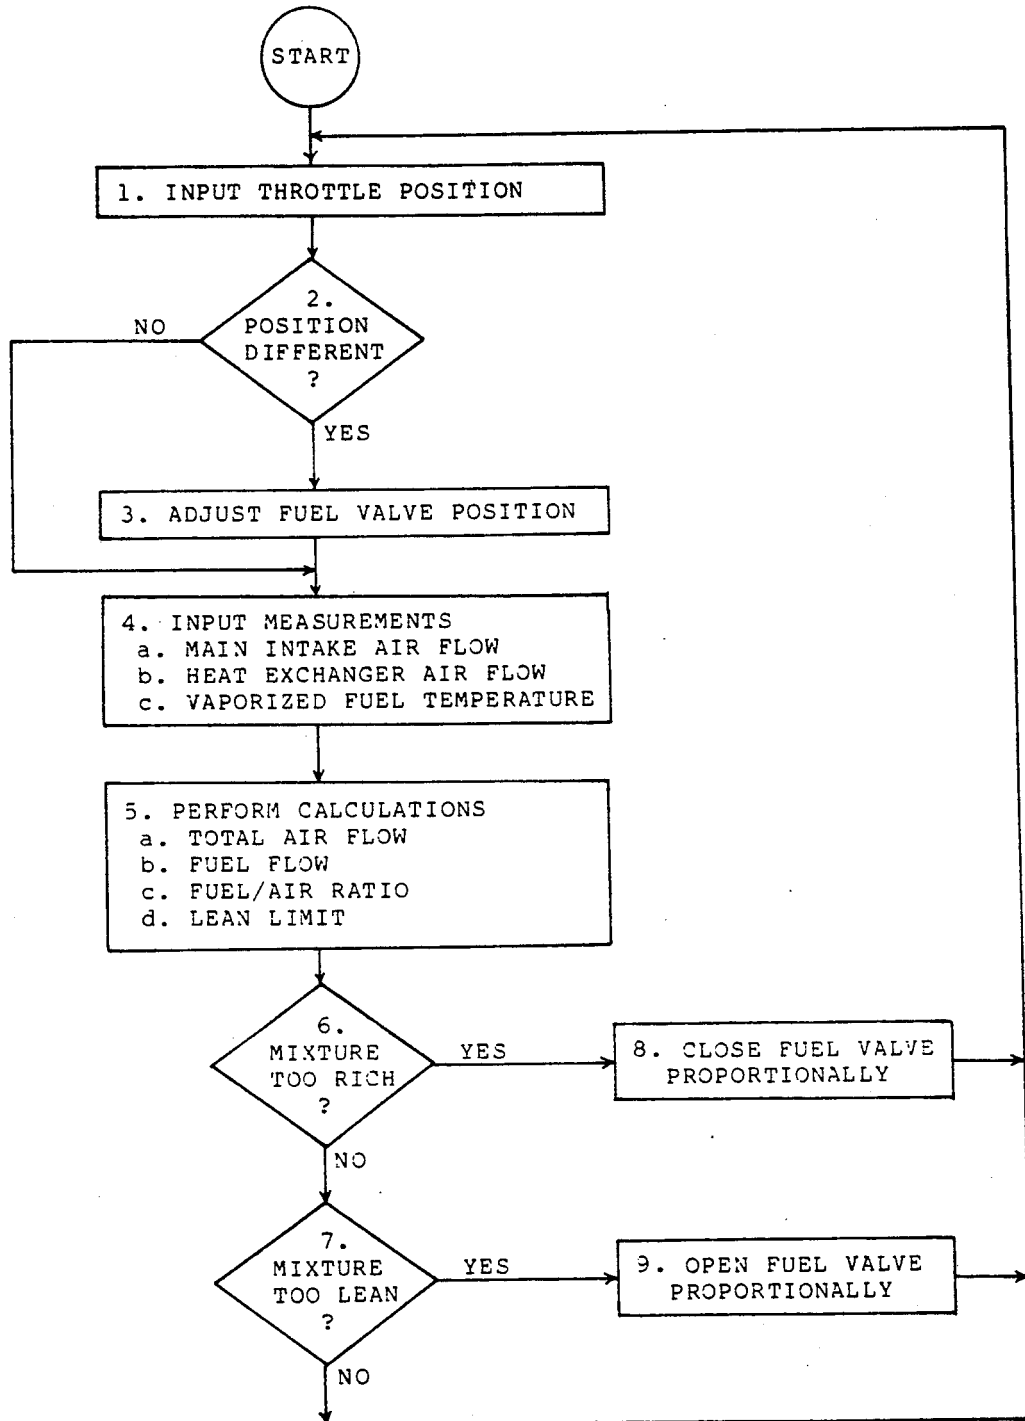 START
1. INPUT THROTTLE POSITION
2.
POSITION
DIFFERENT
?
NO
YES
3. ADJUST FUEL VALVE POSITION
4. INPUT MEASUREMENTS
a. MAIN INTAKE AIR FLOW
b. HEAT EXCHANGER AIR FLOW
c. VAPORIZED FUEL TEMPERATURE
5. PERFORM CALCULATIONS
a. TOTAL AIR FLOW
b. FUEL FLOW
c. FUEL/AIR RATIO
d. LEAN LIMIT
6.
MIXTURE
TOO RICH
?
YES
8. CLOSE FUEL VALVE
PROPORTIONALLY
NO
7.
MIXTURE
TOO LEAN
?
YES
9. OPEN FUEL VALVE
PROPORTIONALLY
NO